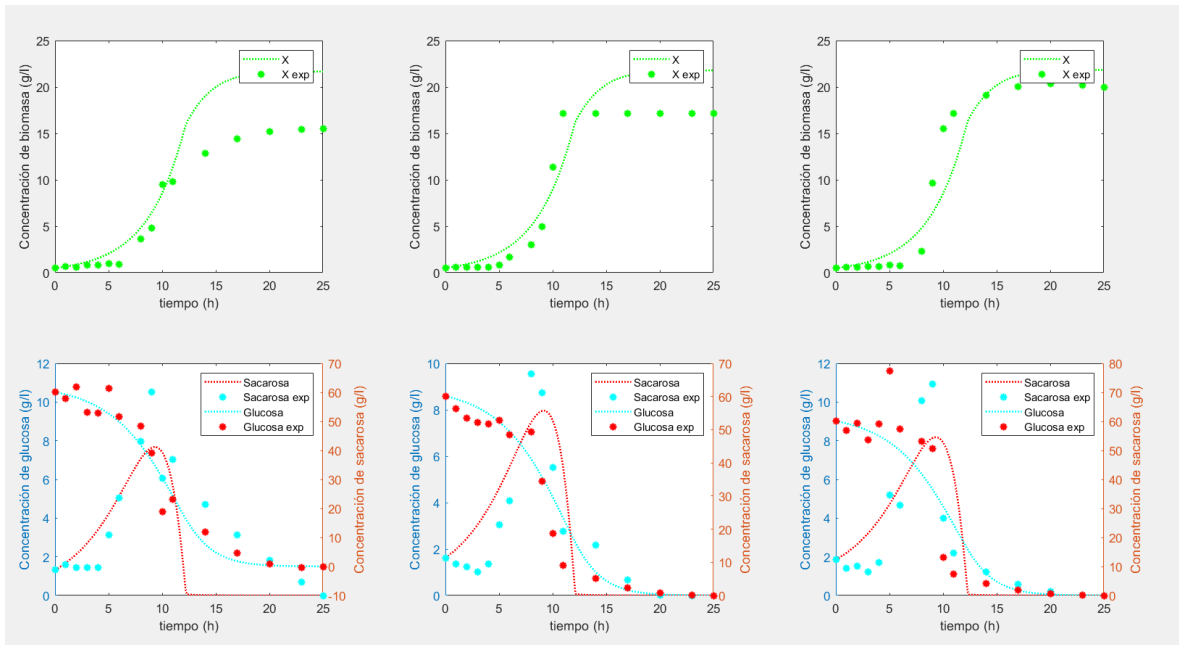 Concentración de biomasa (g/l)
25
20
15
10
5
0
0 5 10 15 20 25
tiempo (h)
X
X exp
Concentración de biomasa (g/l)
25
20
15
10
5
0
0 5 10 15 20 25
tiempo (h)
X
X exp
Concentración de biomasa (g/l)
25
20
15
10
5
0
0 5 10 15 20 25
tiempo (h)
X
X exp
Concentración de glucosa (g/l)
12
10
8
6
4
2
0
0 5 10 15 20 25
tiempo (h)
Sacarosa
Sacarosa exp
Glucosa
Glucosa exp
70
60
50
40
30
20
10
0
-10
Concentración de sacarosa (g/l)
Concentración de glucosa (g/l)
10
8
6
4
2
0
0 5 10 15 20 25
tiempo (h)
Sacarosa
Sacarosa exp
Glucosa
Glucosa exp
70
60
50
40
30
20
10
0
Concentración de sacarosa (g/l)
Concentración de glucosa (g/l)
12
10
8
6
4
2
0
0 5 10 15 20 25
tiempo (h)
Sacarosa
Sacarosa exp
Glucosa
Glucosa exp
80
70
60
50
40
30
20
10
0
Concentración de sacarosa (g/l)